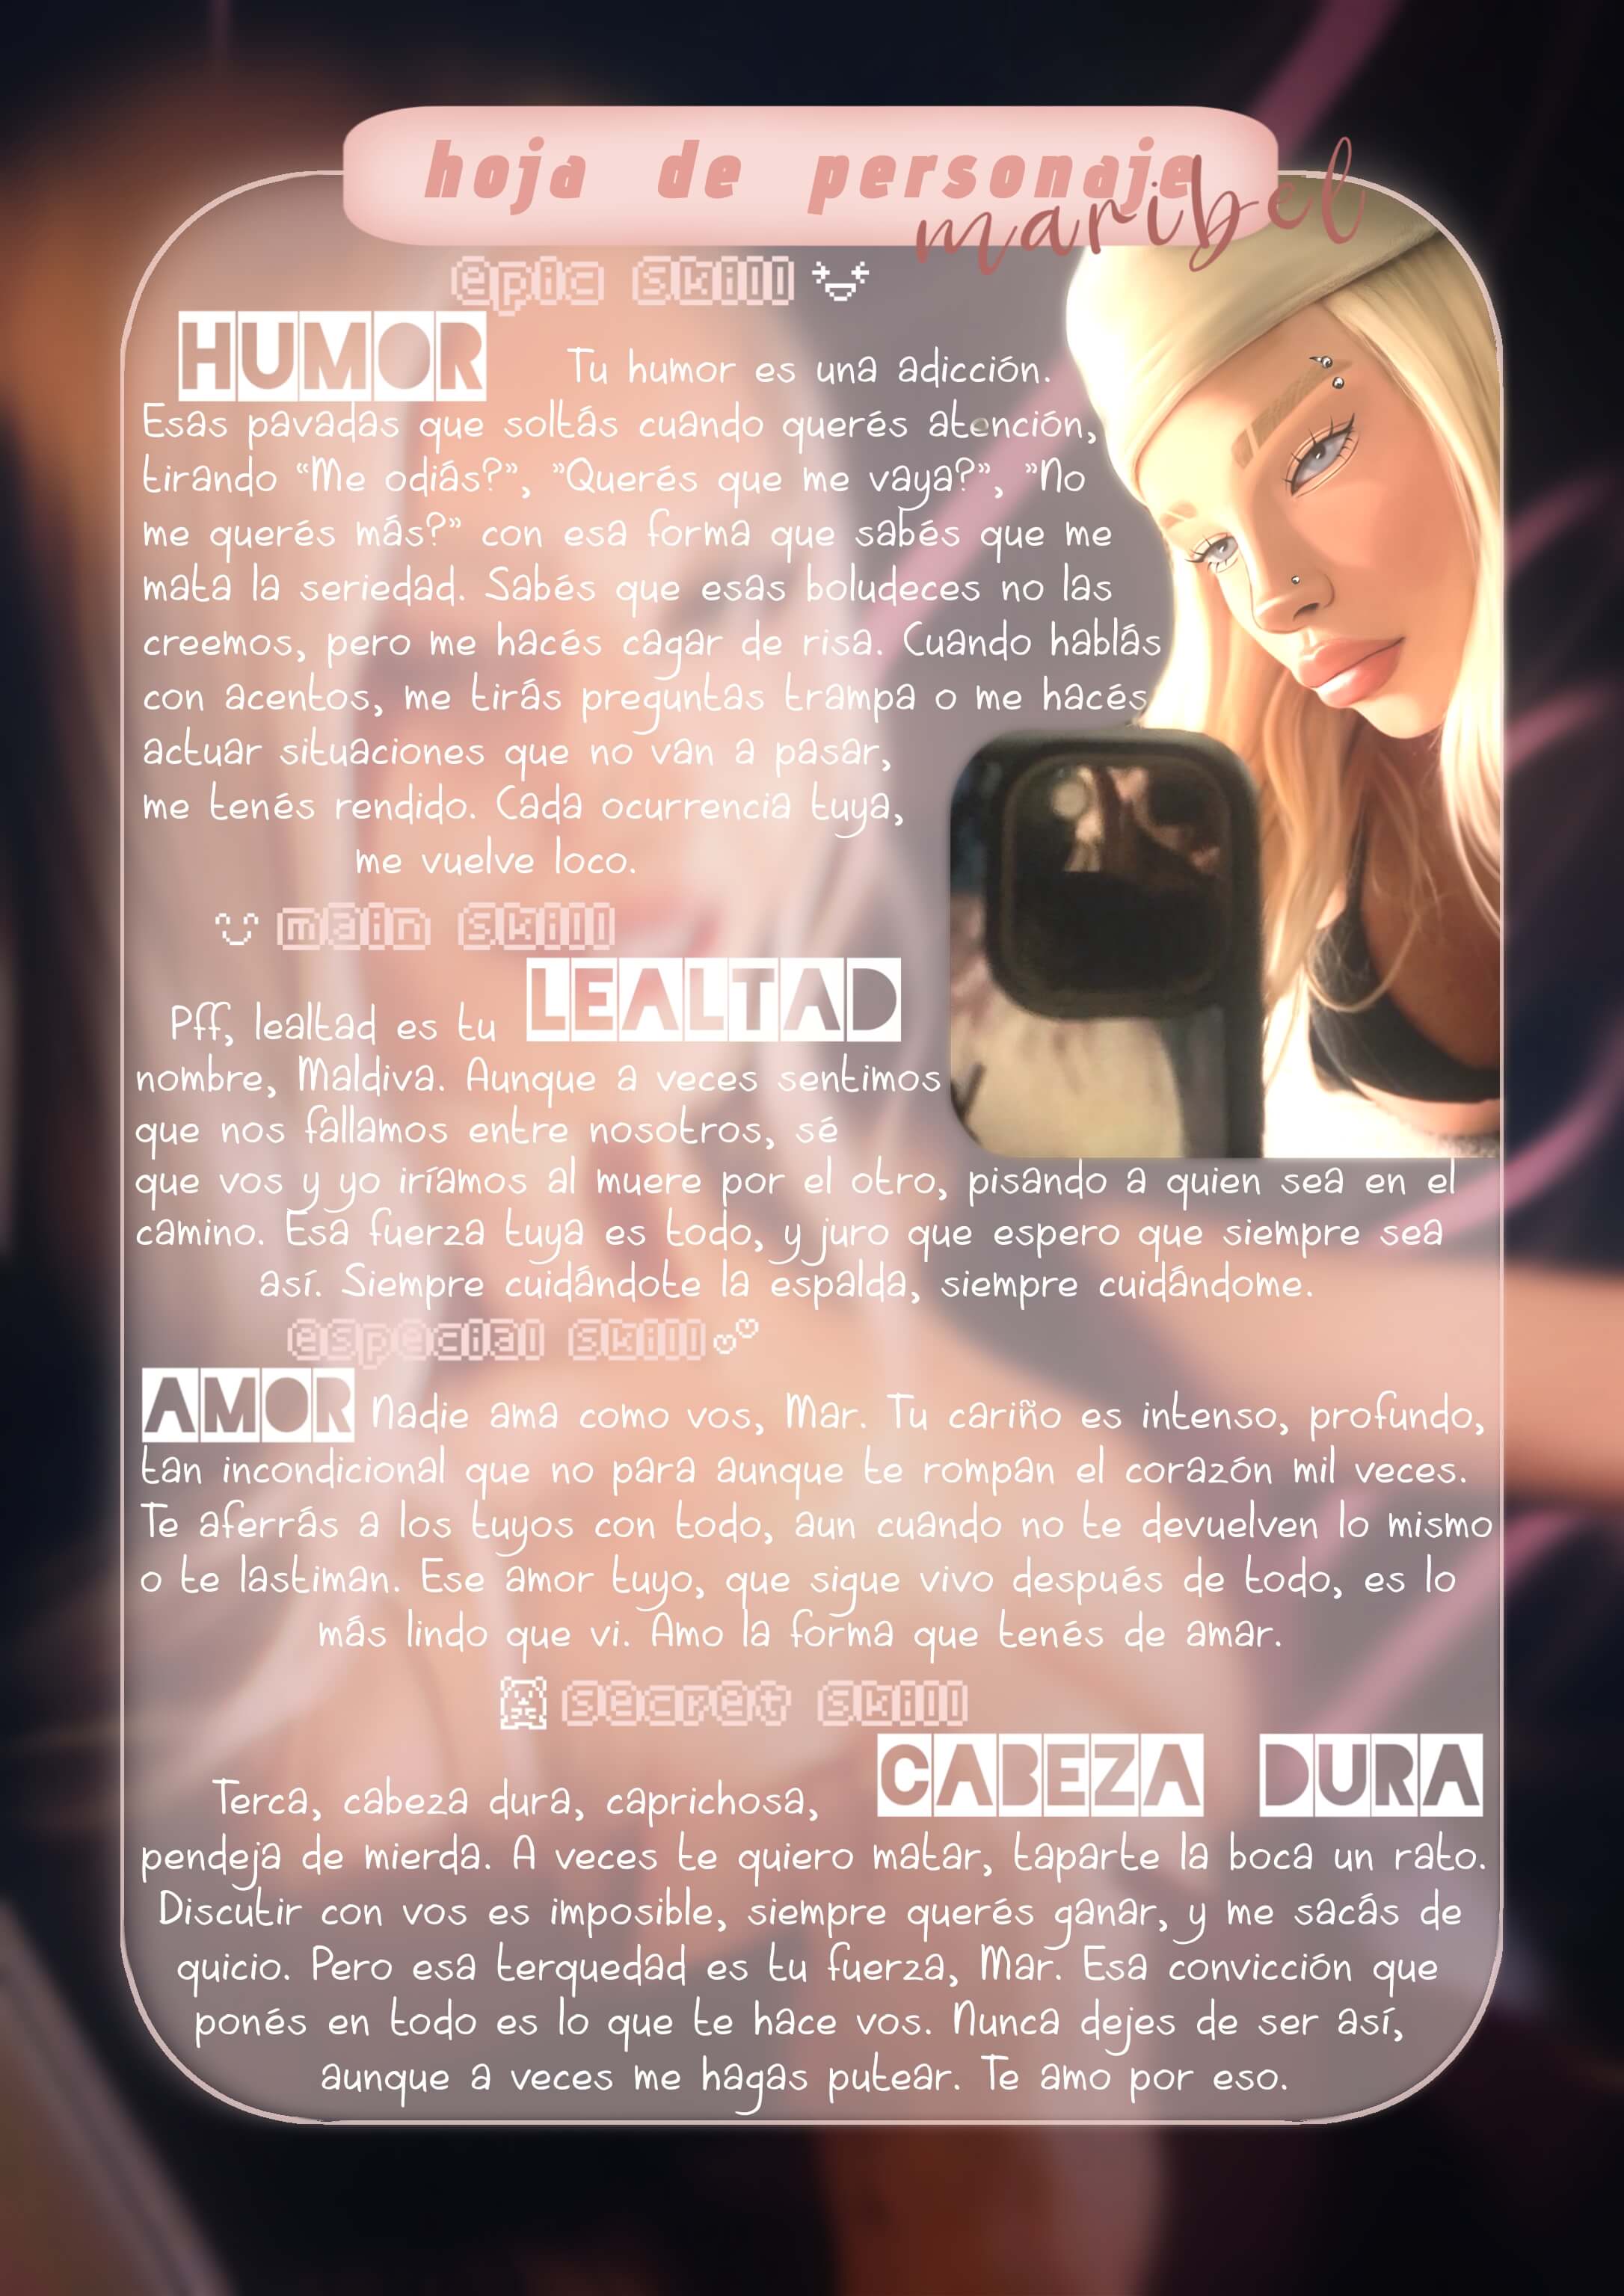 hoja de personaje
maribel
epic skill
HUMOR
Tu humor es una adicción.
Esas pavadas que soltás cuando querés atención,
tirando “Me odiás?”, ”Querés que me vaya?”, ”No
me querés más?” con esa forma que sabés que me
mata la seriedad. Sabés que esas boludeces no las
creemos, pero me hacés cagar de risa. Cuando hablás
con acentos, me tirás preguntas trampa o me hacés
actuar situaciones que no van a pasar,
me tenés rendido. Cada ocurrencia tuya,
me vuelve loco.
main skill
LEALTAD
Pff, lealtad es tu
nombre, Maldiva. Aunque a veces sentimos
que nos fallamos entre nosotros, sé
que vos y yo iríamos al muere por el otro, pisando a quien sea en el
camino. Esa fuerza tuya es todo, y juro que espero que siempre sea
así. Siempre cuidándote la espalda, siempre cuidándome.
especial skill
AMOR
Nadie ama como vos, Mar. Tu cariño es intenso, profundo,
tan incondicional que no para aunque te rompan el corazón mil veces.
Te aferrás a los tuyos con todo, aun cuando no te devuelven lo mismo
o te lastiman. Ese amor tuyo, que sigue vivo después de todo, es lo
más lindo que vi. Amo la forma que tenés de amar.
secret skill
CABEZA DURA
Terca, cabeza dura, caprichosa,
pendeja de mierda. A veces te quiero matar, taparte la boca un rato.
Discutir con vos es imposible, siempre querés ganar, y me sacás de
quicio. Pero esa terquedad es tu fuerza, Mar. Esa convicción que
ponés en todo es lo que te hace vos. Nunca dejes de ser así,
aunque a veces me hagas putear. Te amo por eso.